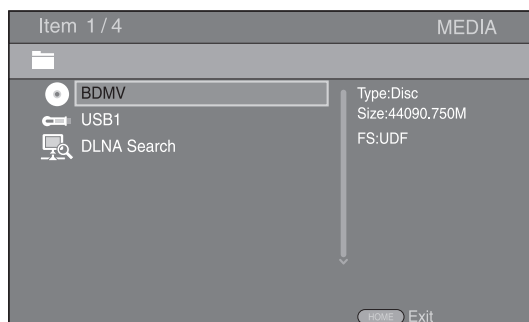 Item 1/4 MEDIA
BDMV
USB1
DLNA Search
Type:Disc
Size:44090.750M
FS:UDF
HOME Exit